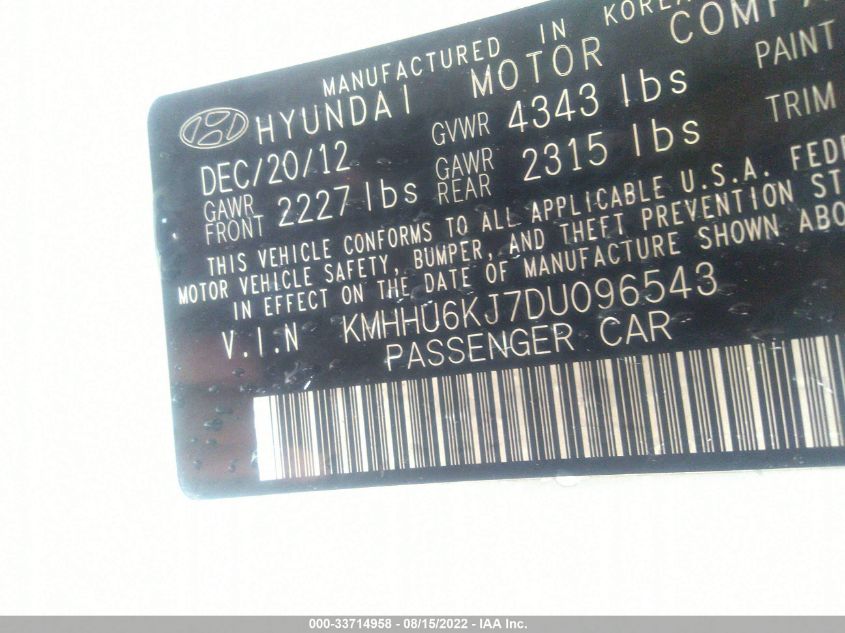 MANUFACTURED IN KOREA
HYUNDAI MOTOR COMPA
DEC/20/12 GVWR 4343 lbs PAINT
GAWR FRONT 2227 lbs GAWR REAR 2315 lbs TRIM
THIS VEHICLE CONFORMS TO ALL APPLICABLE U.S.A. FEDE
MOTOR VEHICLE SAFETY, BUMPER, AND THEFT PREVENTION ST
IN EFFECT ON THE DATE OF MANUFACTURE SHOWN ABO
V.I.N KMHHU6KJ7DU096543
PASSENGER CAR
000-33714958 - 08/15/2022 - IAA Inc.